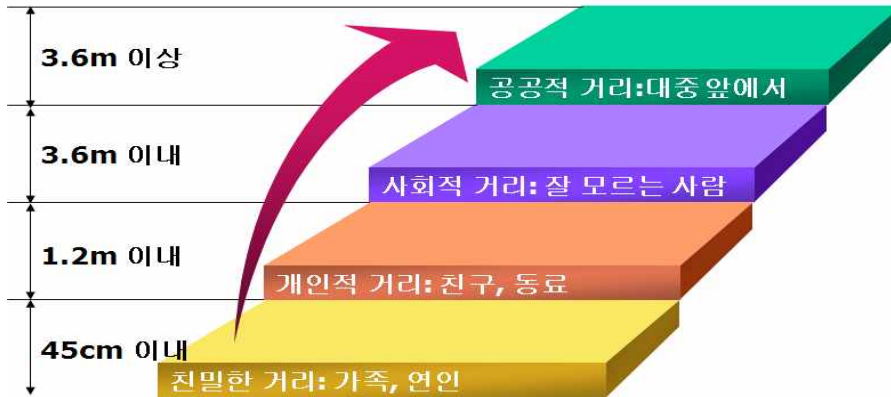 3.6m 이상
공공적 거리:대중 앞에서
3.6m 이내
사회적 거리: 잘 모르는 사람
1.2m 이내
개인적 거리: 친구, 동료
45cm 이내
친밀한 거리: 가족, 연인